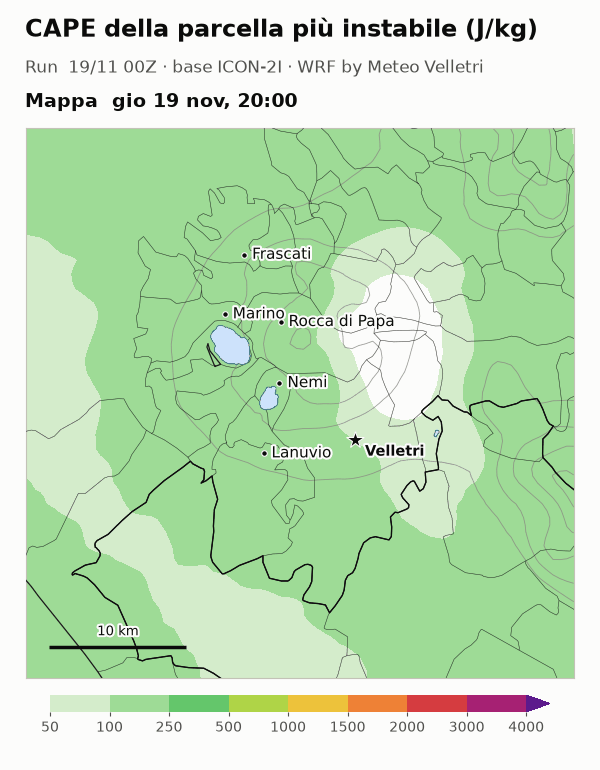 CAPE della parcella più instabile (J/kg)
Run  19/11 00Z · base ICON-2I · WRF by Meteo Velletri
Mappa  gio 19 nov, 20:00
Frascati
Marino
Rocca di Papa
Nemi
Velletri
Lanuvio
10 km
50 100 250 500 1000 1500 2000 3000 4000